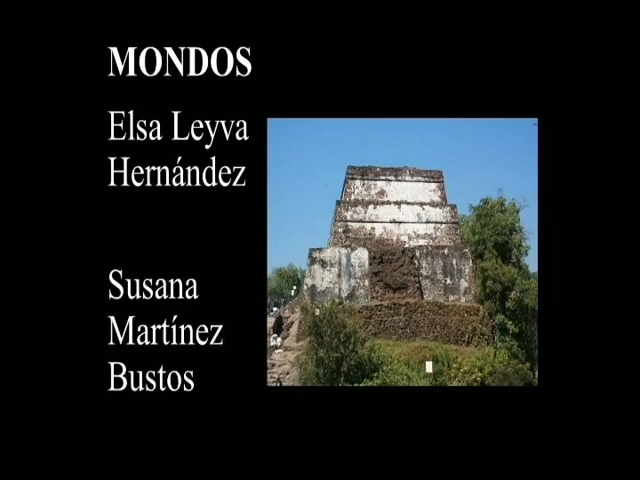 MONDOS
Elsa Leyva
Hernández
Susana
Martínez
Bustos